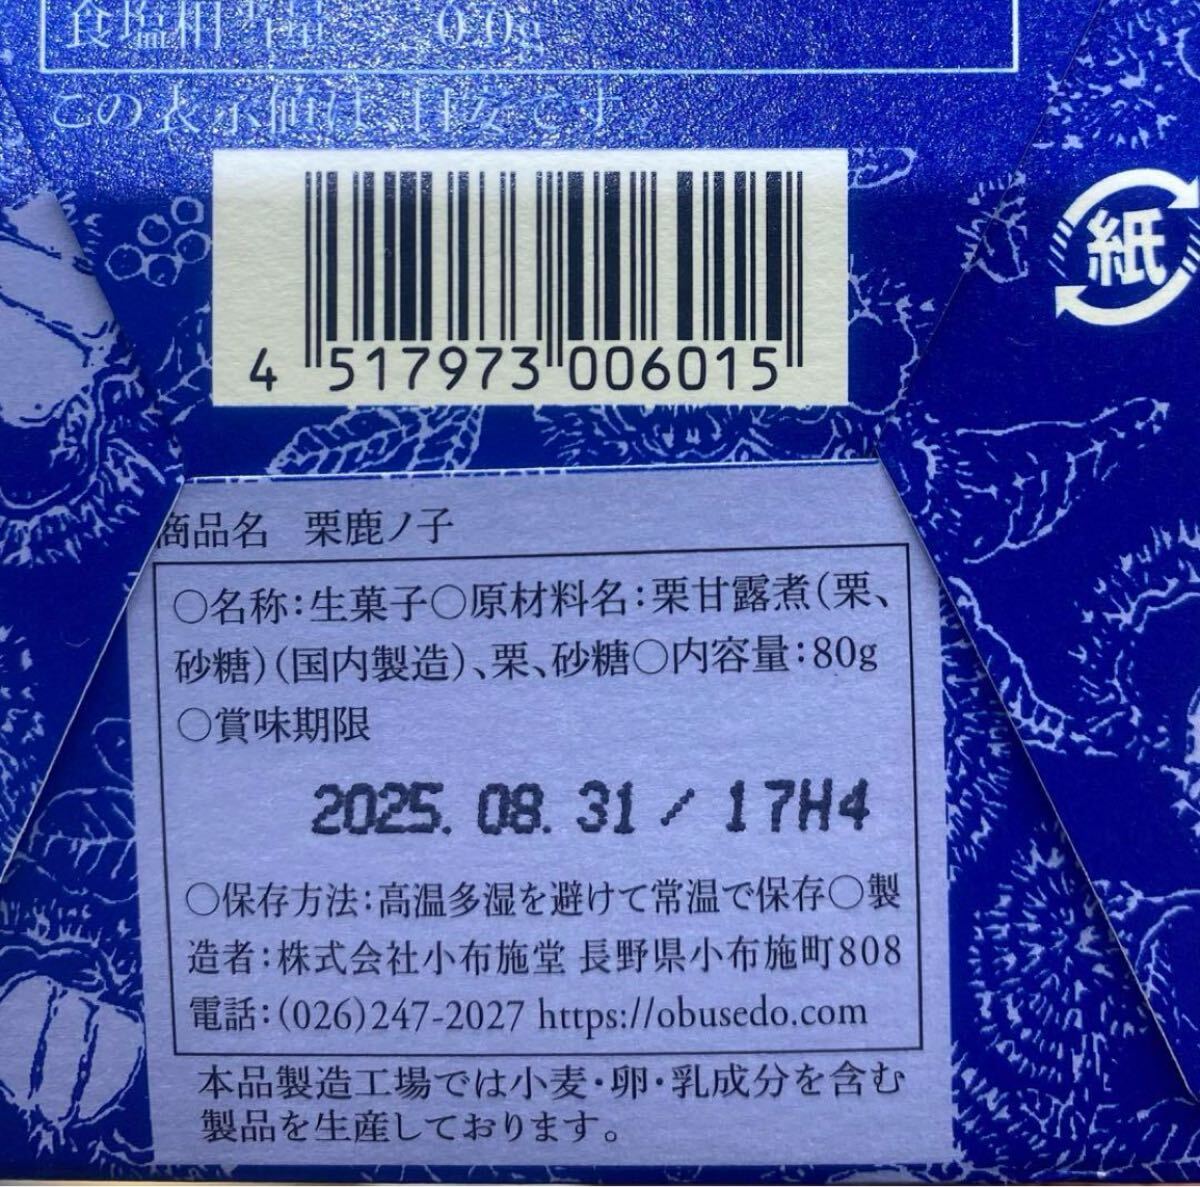 食塩相当量 0.0g
この表示値は、目安です。
紙
4 517973 006015
商品名 栗鹿ノ子
○名称:生菓子○原材料名:栗甘露煮(栗、
砂糖)(国内製造)、栗、砂糖○内容量:80g
○賞味期限
2025.08.31 / 17H4
○保存方法:高温多湿を避けて常温で保存○製
造者:株式会社小布施堂 長野県小布施町808
電話:(026)247-2027 https://obusedo.com
本品製造工場では小麦・卵・乳成分を含む
製品を生産しております。